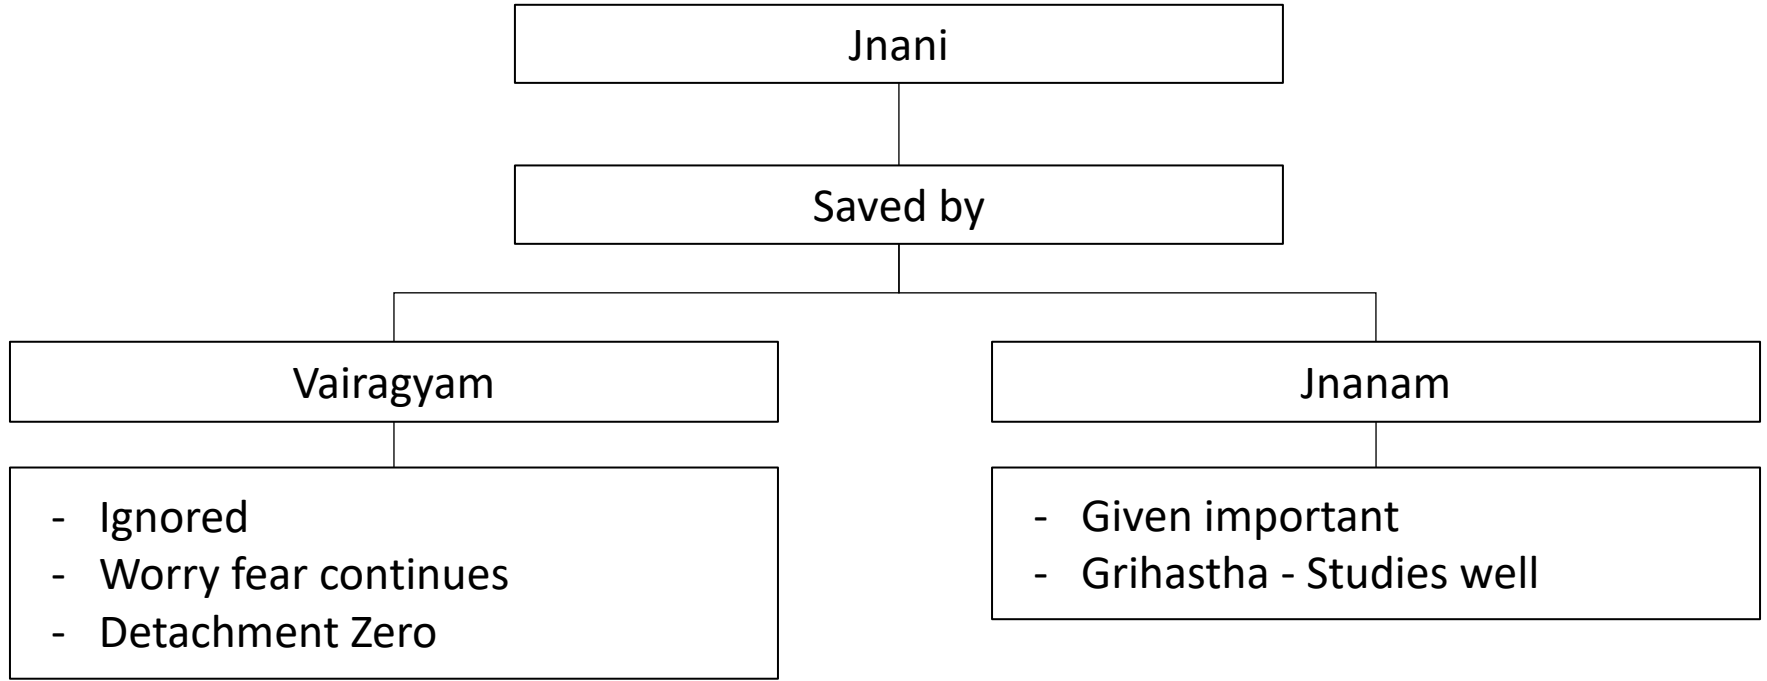 Jnani
Saved by
Vairagyam
Jnanam
- Ignored
- Worry fear continues
- Detachment Zero
- Given important
- Grihastha - Studies well